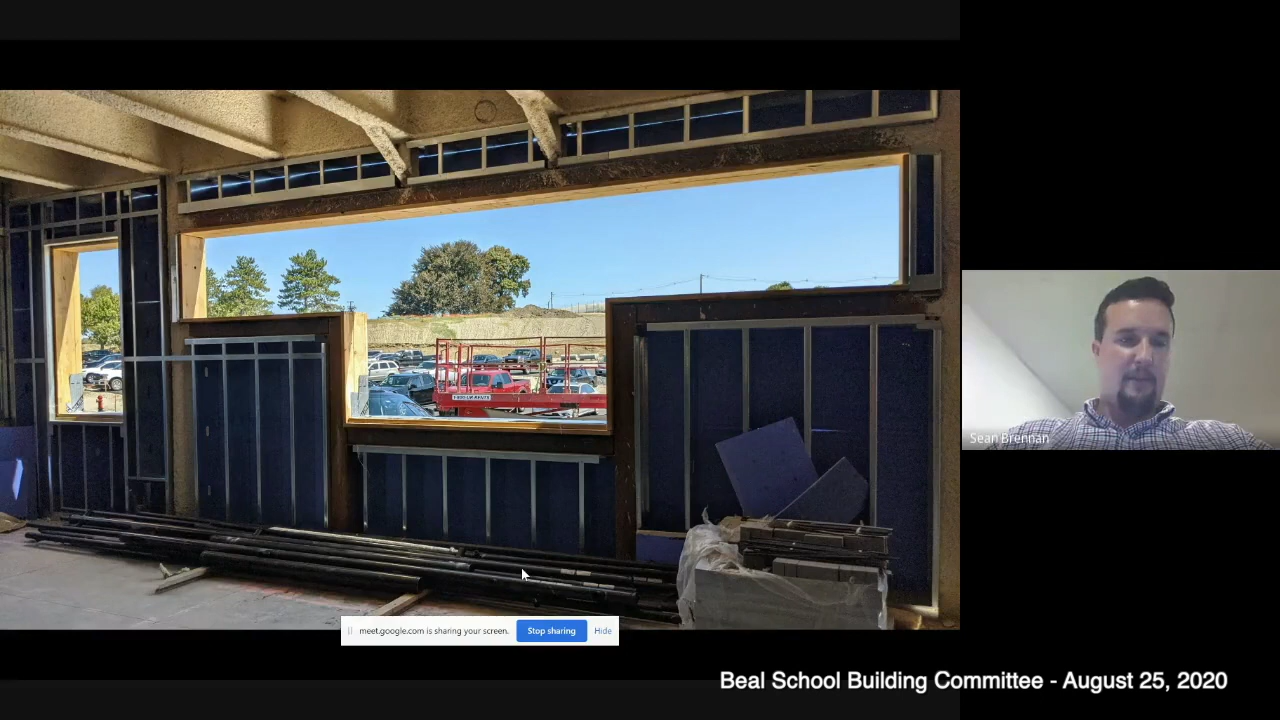 Sean Brennan
meet.google.com is sharing your screen.
Stop sharing
Hide
Beal School Building Committee - August 25, 2020